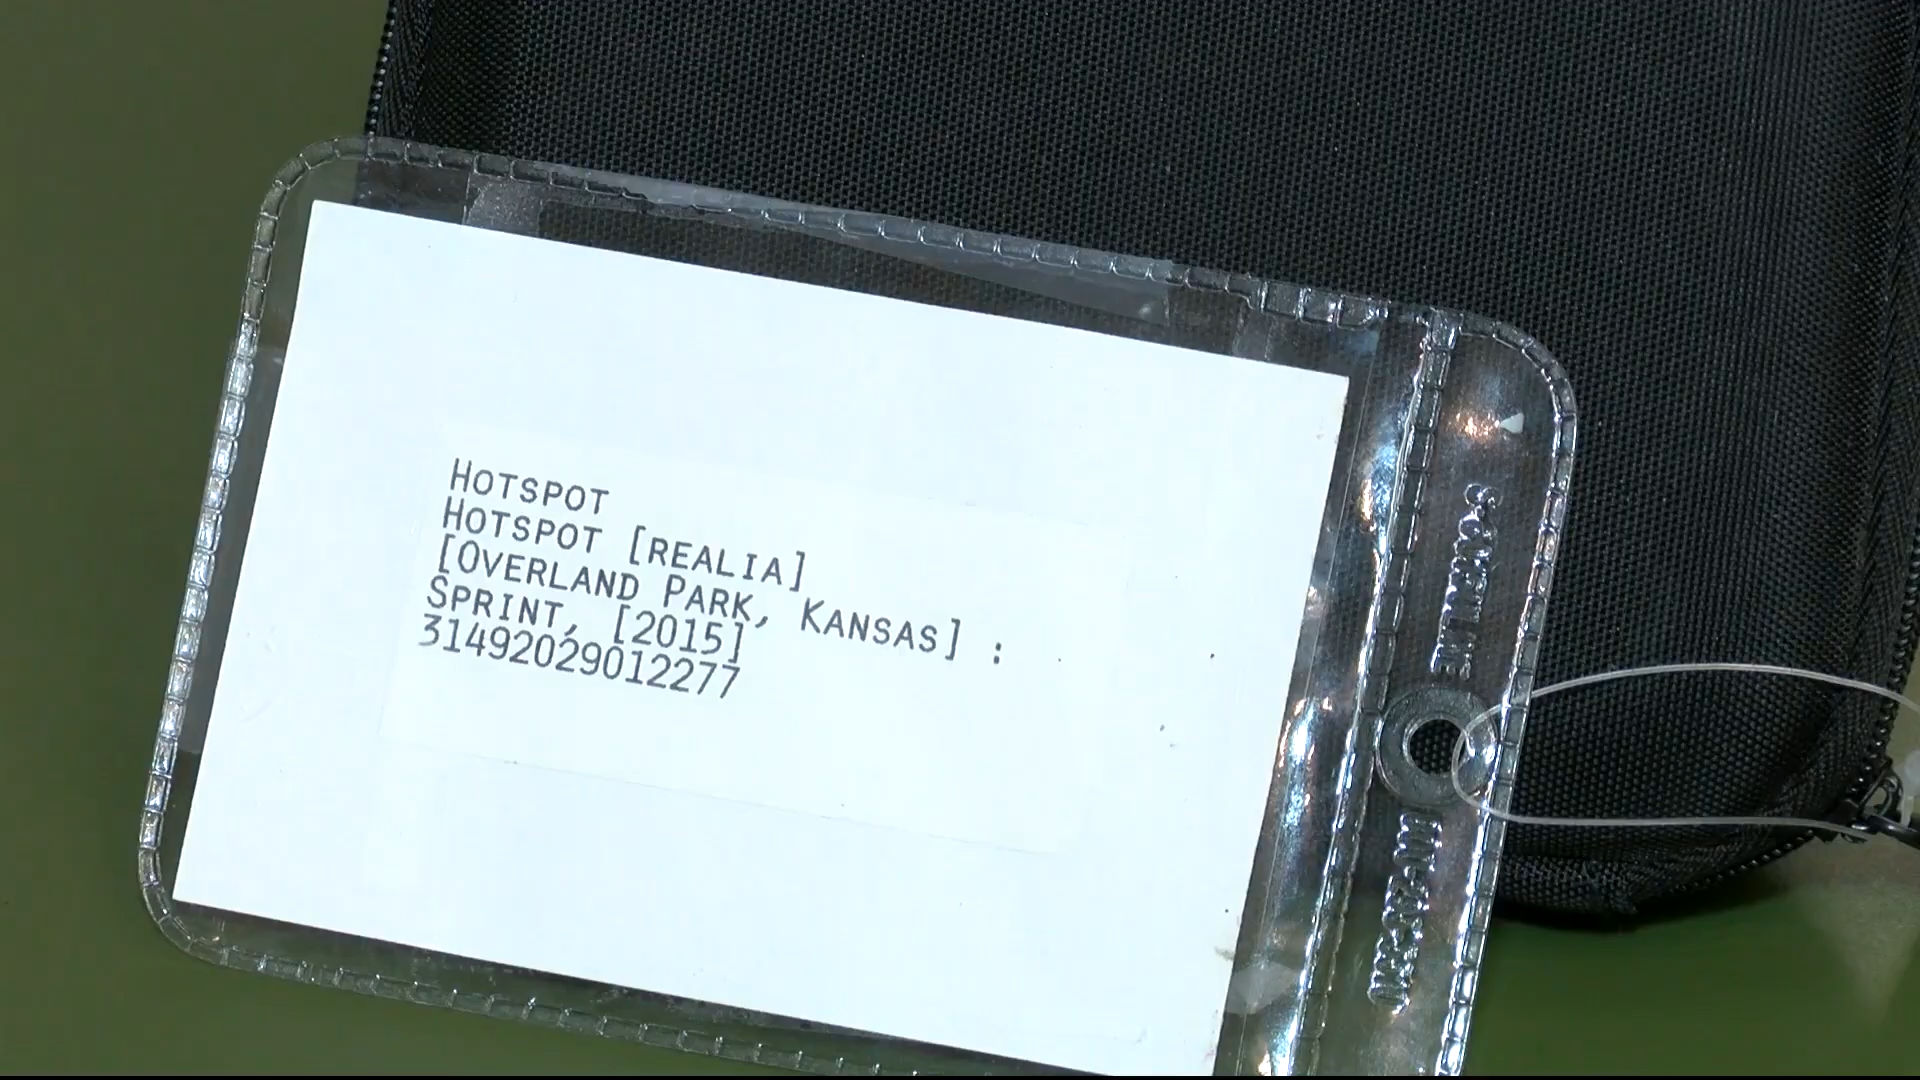 HOTSPOT
HOTSPOT [REALIA]
[OVERLAND PARK, KANSAS] :
SPRINT, [2015]
31492029012277